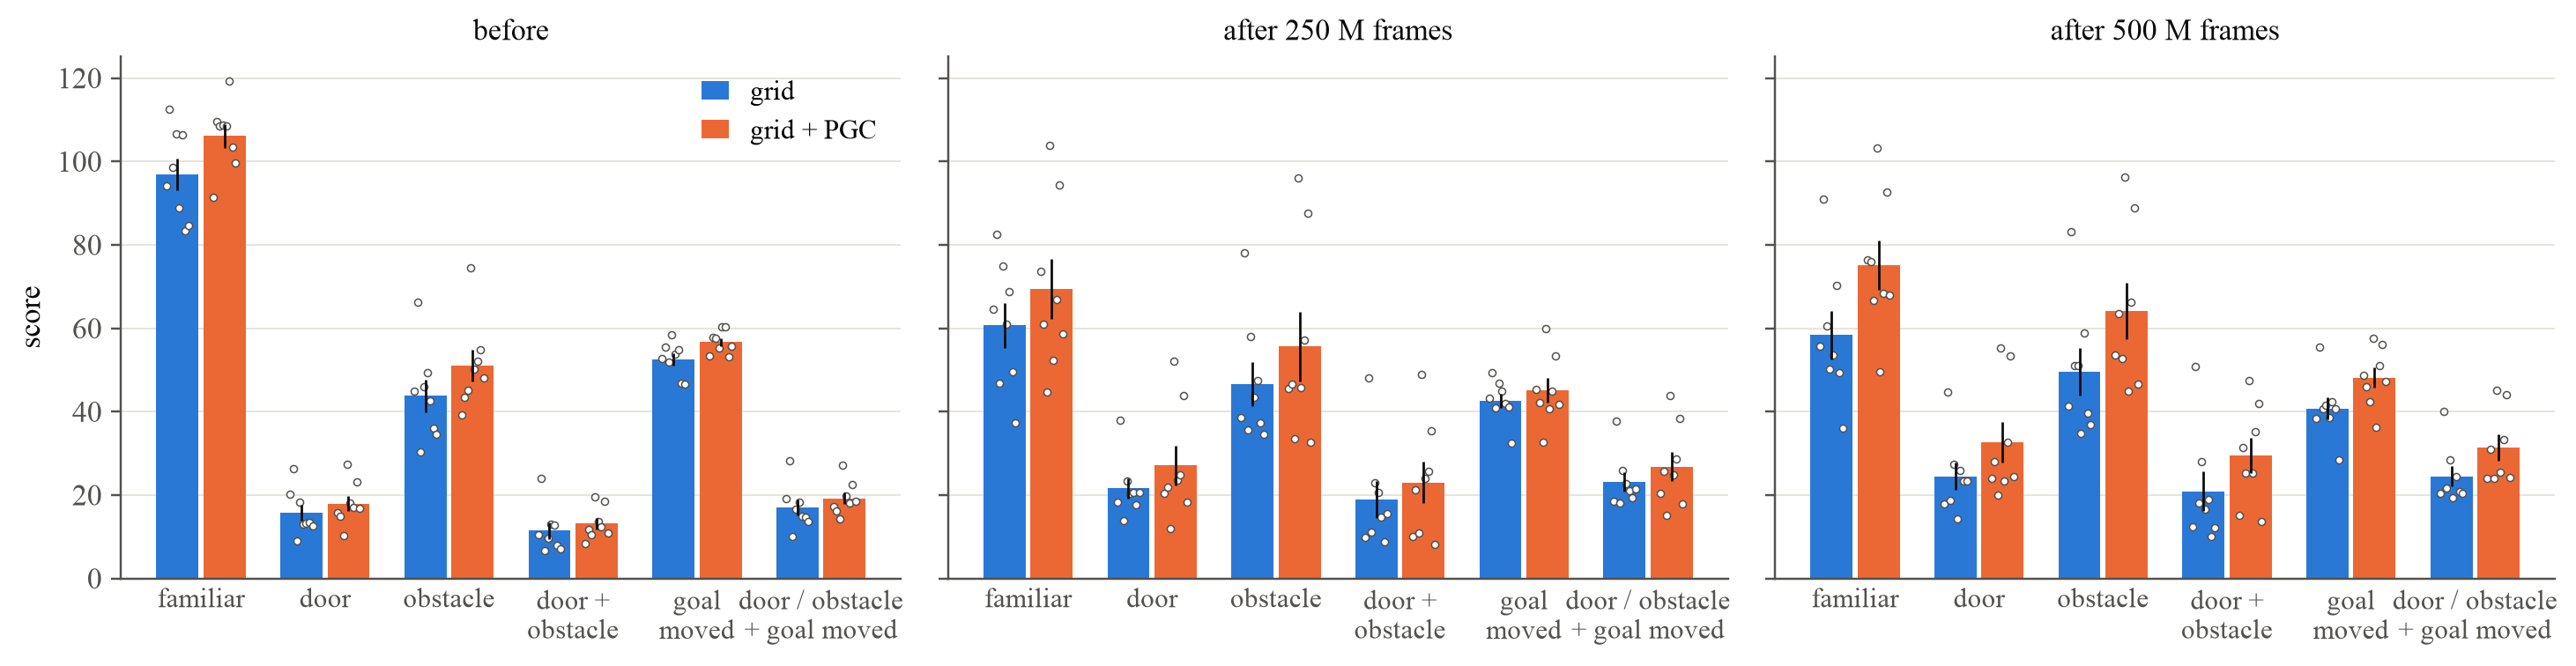 before
after 250 M frames
after 500 M frames
score
120
100
80
60
40
20
0
grid
grid + PGC
familiar
door
obstacle
door +
obstacle
goal
moved
door / obstacle
+ goal moved
familiar
door
obstacle
door +
obstacle
goal
moved
door / obstacle
+ goal moved
familiar
door
obstacle
door +
obstacle
goal
moved
door / obstacle
+ goal moved